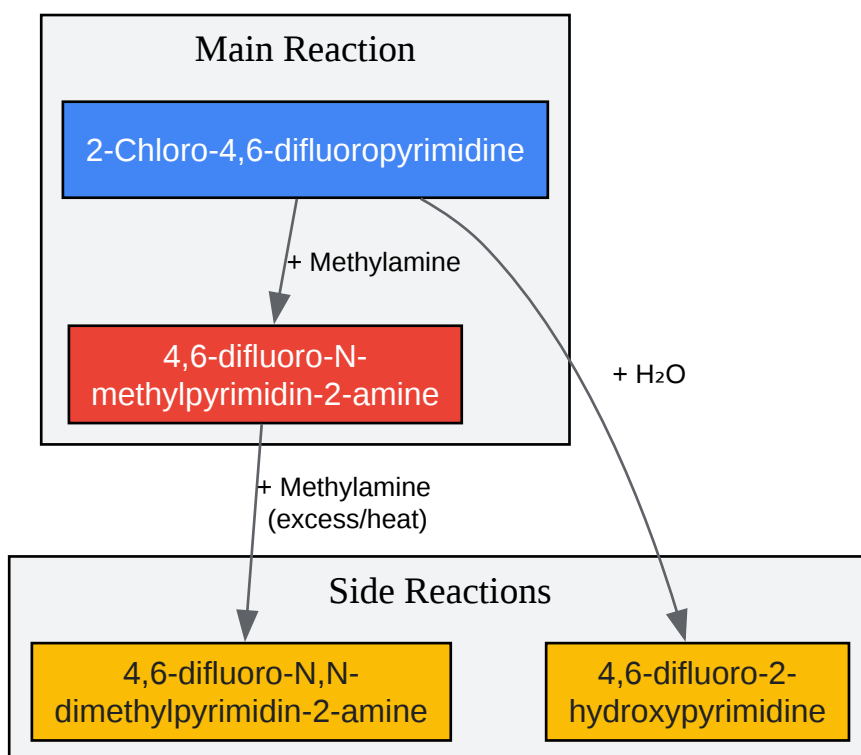 Main Reaction
2-Chloro-4,6-difluoropyrimidine
+ Methylamine
4,6-difluoro-N-
methylpyrimidin-2-amine
+ H₂O
+ Methylamine
(excess/heat)
Side Reactions
4,6-difluoro-N,N-
dimethylpyrimidin-2-amine
4,6-difluoro-2-
hydroxypyrimidine